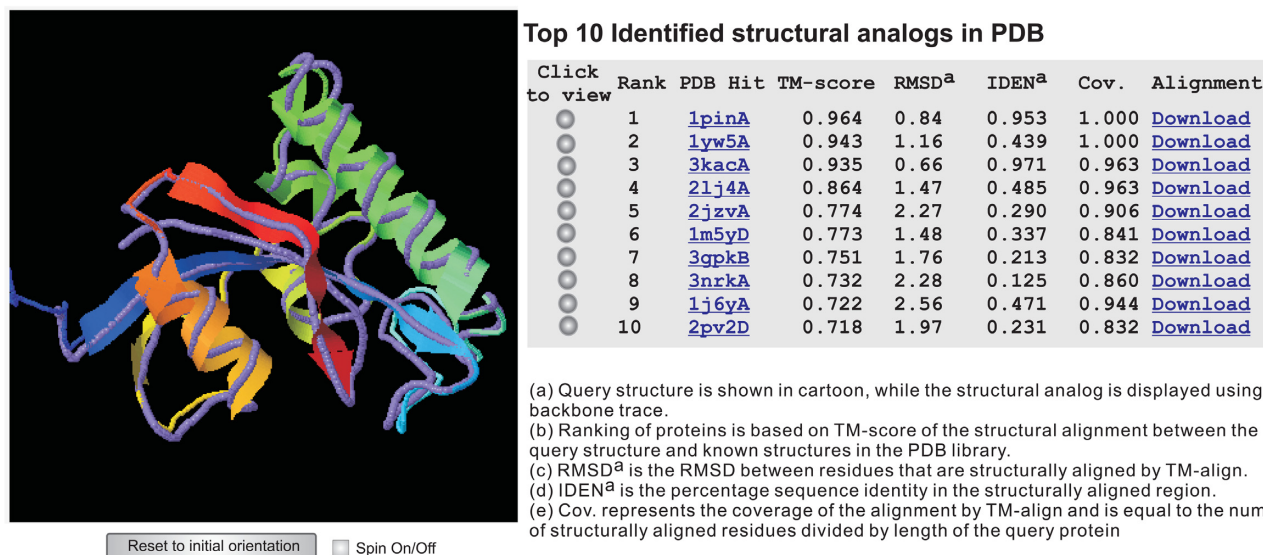 Top 10 Identified structural analogs in PDB
Click to view Rank PDB Hit TM-score RMSDa IDENa Cov. Alignment
1 1pinA 0.964 0.84 0.953 1.000 Download
2 1yw5A 0.943 1.16 0.439 1.000 Download
3 3kacA 0.935 0.66 0.971 0.963 Download
4 2lj4A 0.864 1.47 0.485 0.963 Download
5 2jzvA 0.774 2.27 0.290 0.906 Download
6 1m5yD 0.773 1.48 0.337 0.841 Download
7 3gpkB 0.751 1.76 0.213 0.832 Download
8 3nrkA 0.732 2.28 0.125 0.860 Download
9 1j6yA 0.722 2.56 0.471 0.944 Download
10 2pv2D 0.718 1.97 0.231 0.832 Download
(a) Query structure is shown in cartoon, while the structural analog is displayed using
backbone trace.
(b) Ranking of proteins is based on TM-score of the structural alignment between the
query structure and known structures in the PDB library.
(c) RMSDa is the RMSD between residues that are structurally aligned by TM-align.
(d) IDENa is the percentage sequence identity in the structurally aligned region.
(e) Cov. represents the coverage of the alignment by TM-align and is equal to the num
of structurally aligned residues divided by length of the query protein
Reset to initial orientation Spin On/Off